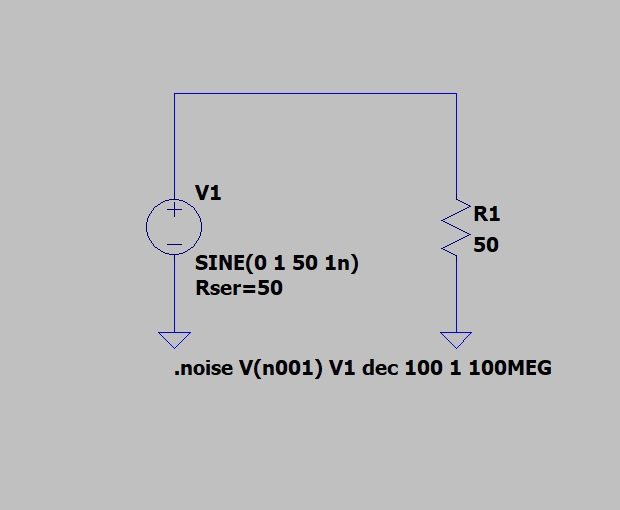 V1
SINE(0 1 50 1n)
Rser=50
R1
50
.noise V(n001) V1 dec 100 1 100MEG